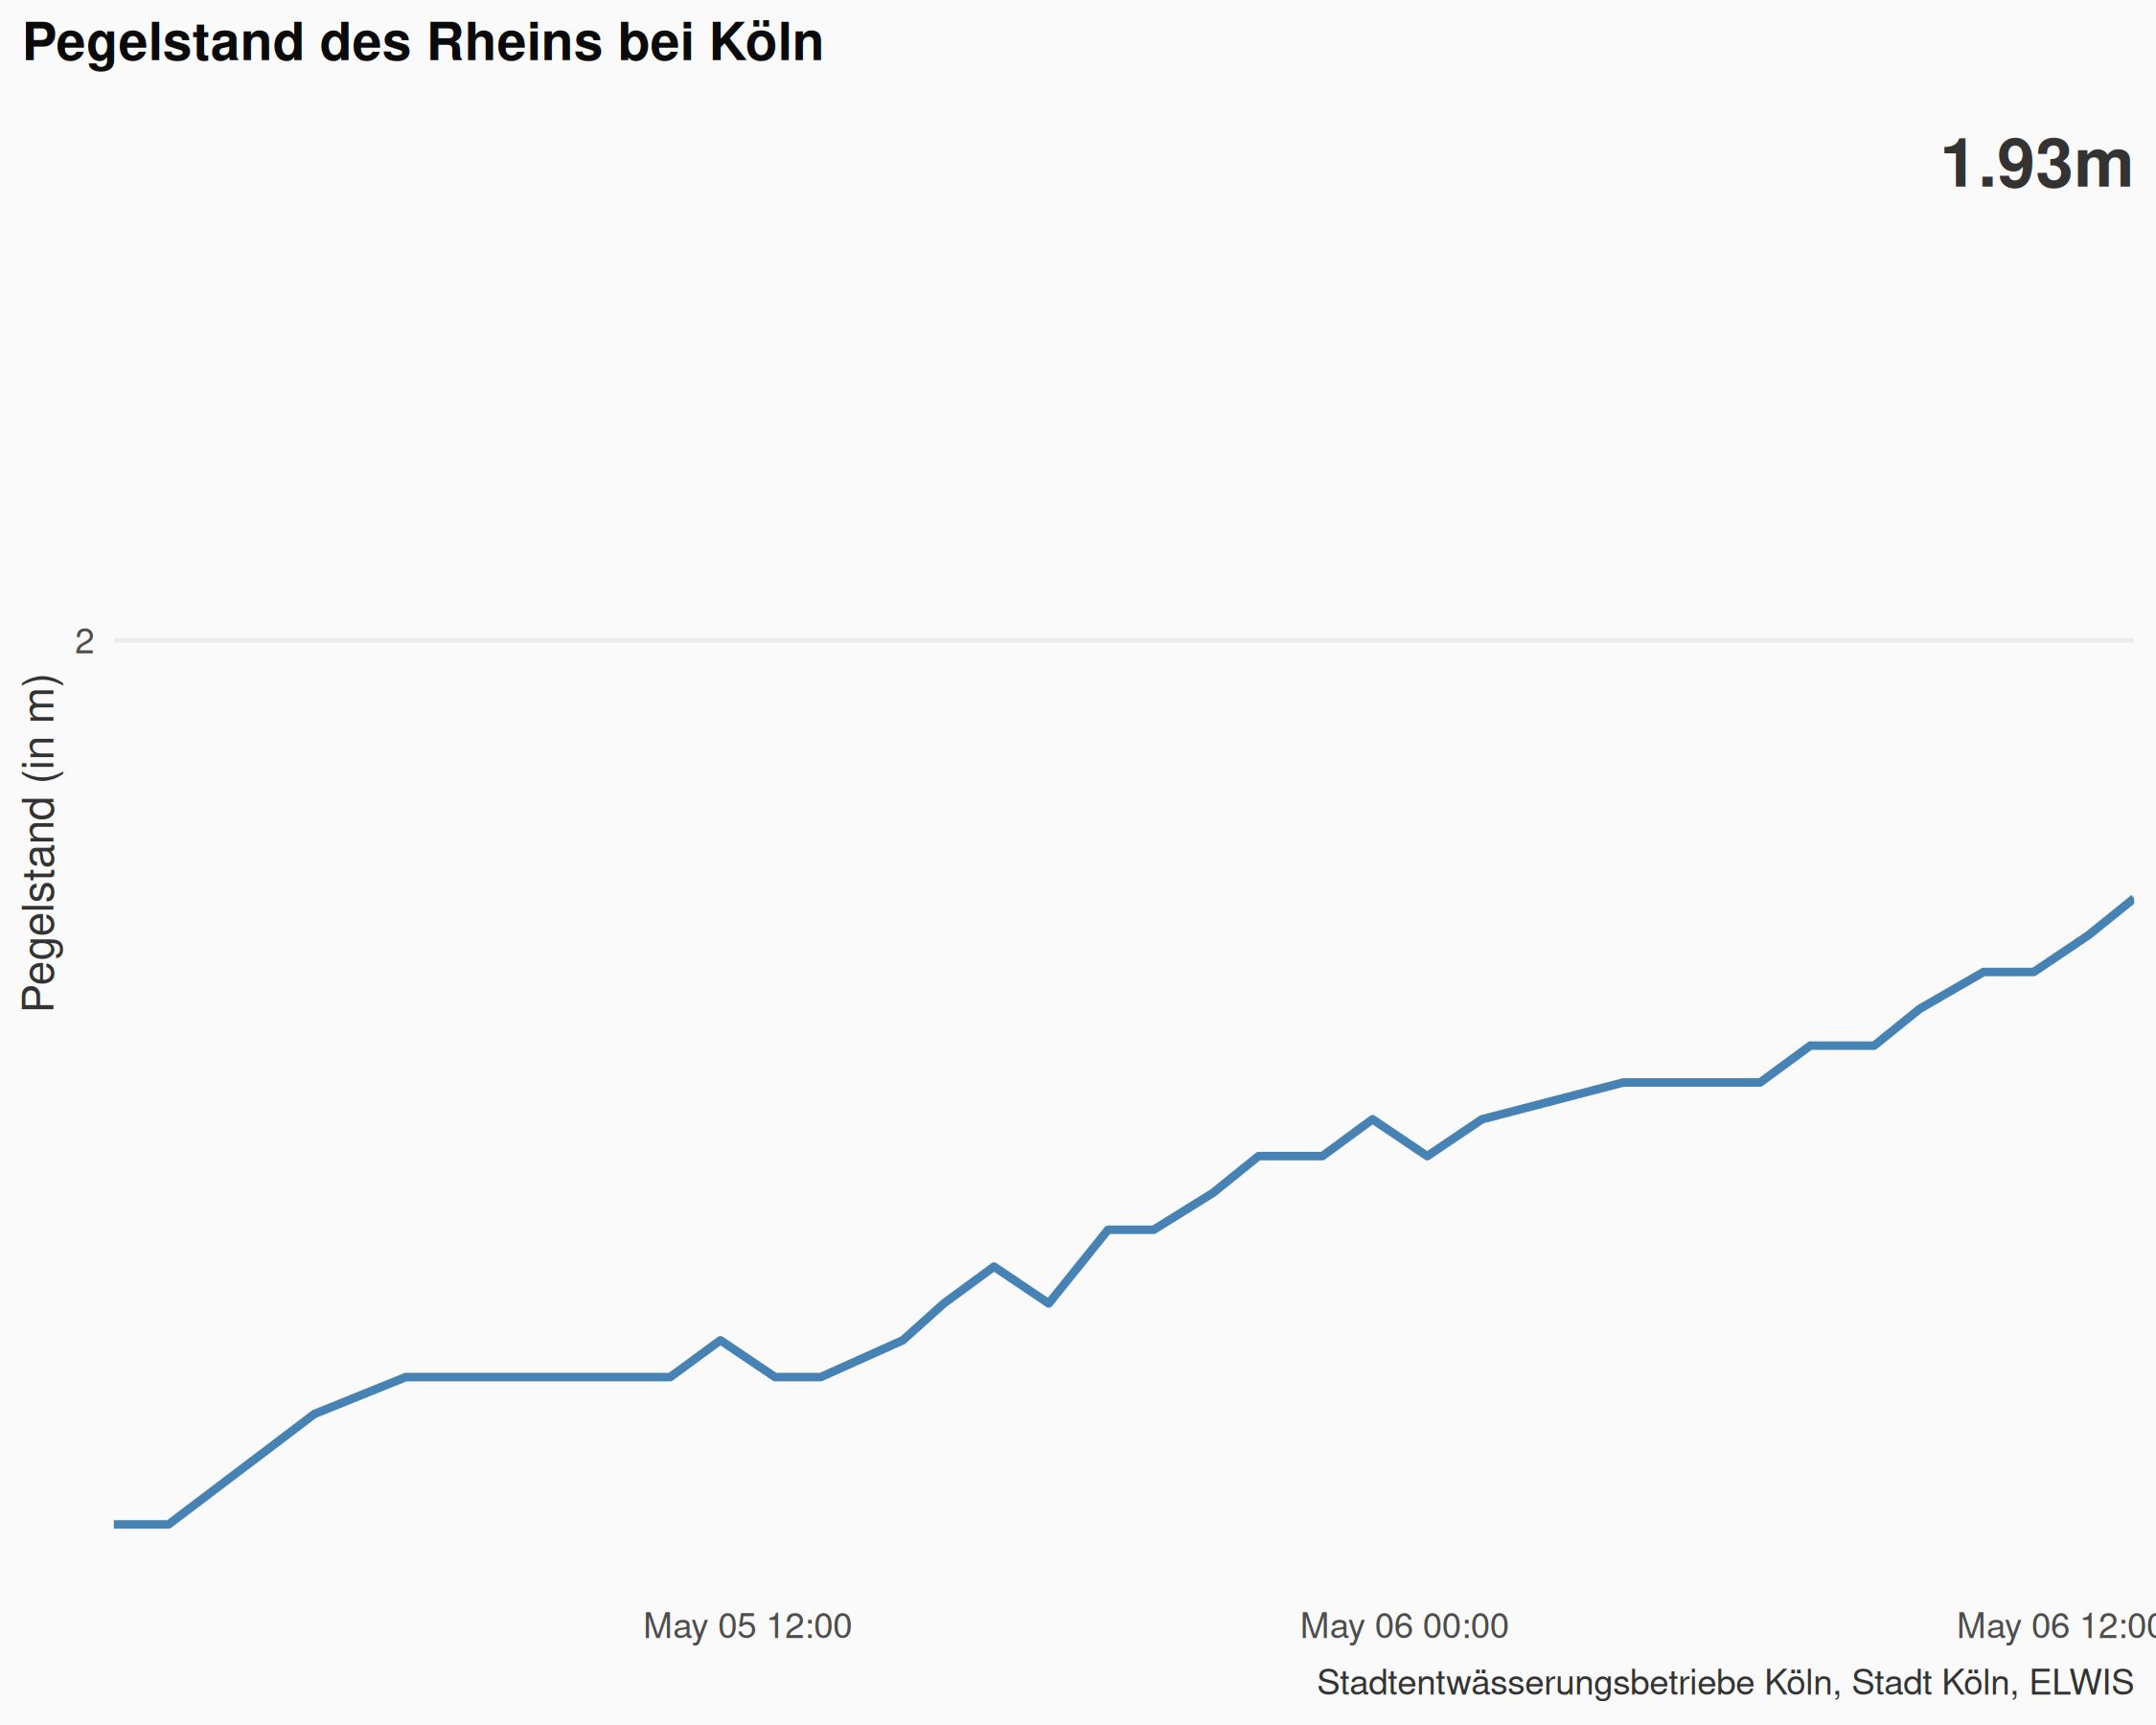 Pegelstand des Rheins bei Köln
1.93m
2
Pegelstand (in m)
May 05 12:00
May 06 00:00
May 06 12:00
Stadtentwässerungsbetriebe Köln, Stadt Köln, ELWIS